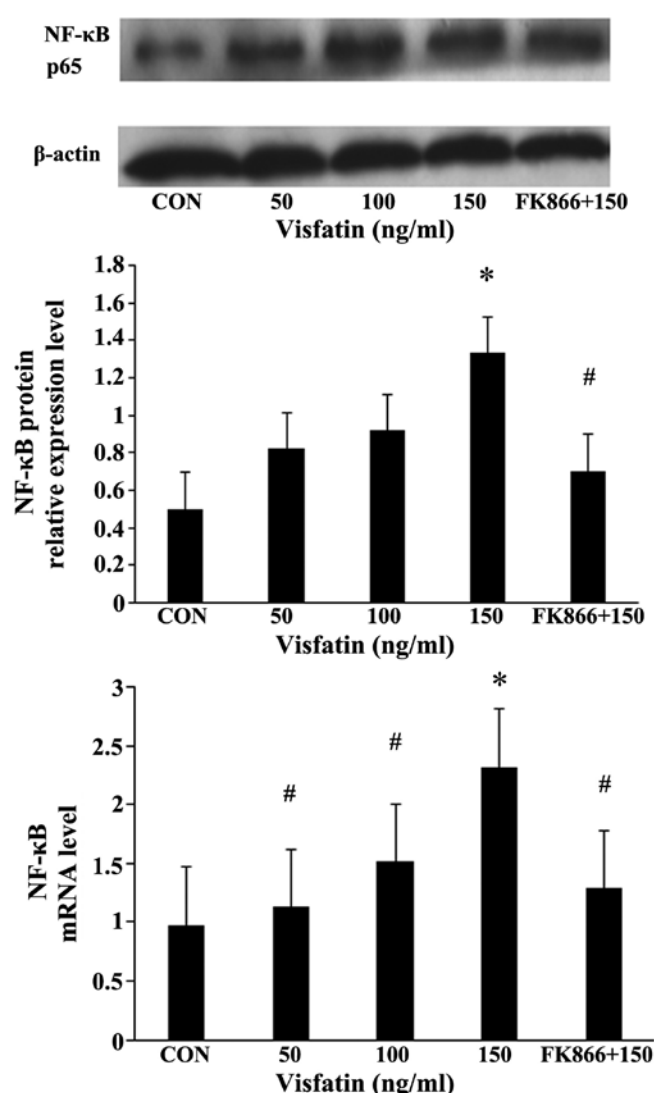 NF-κB
p65
β-actin
CON 50 100 150 FK866+150
Visfatin (ng/ml)
NF-κB protein
relative expression level
1.8
*
1.6
1.4
#
1.2
1
0.8
0.6
0.4
0.2
0
CON 50 100 150 FK866+150
Visfatin (ng/ml)
NF-κB
mRNA level
3
*
2.5
#
2
# #
1.5
1
0.5
0
CON 50 100 150 FK866+150
Visfatin (ng/ml)